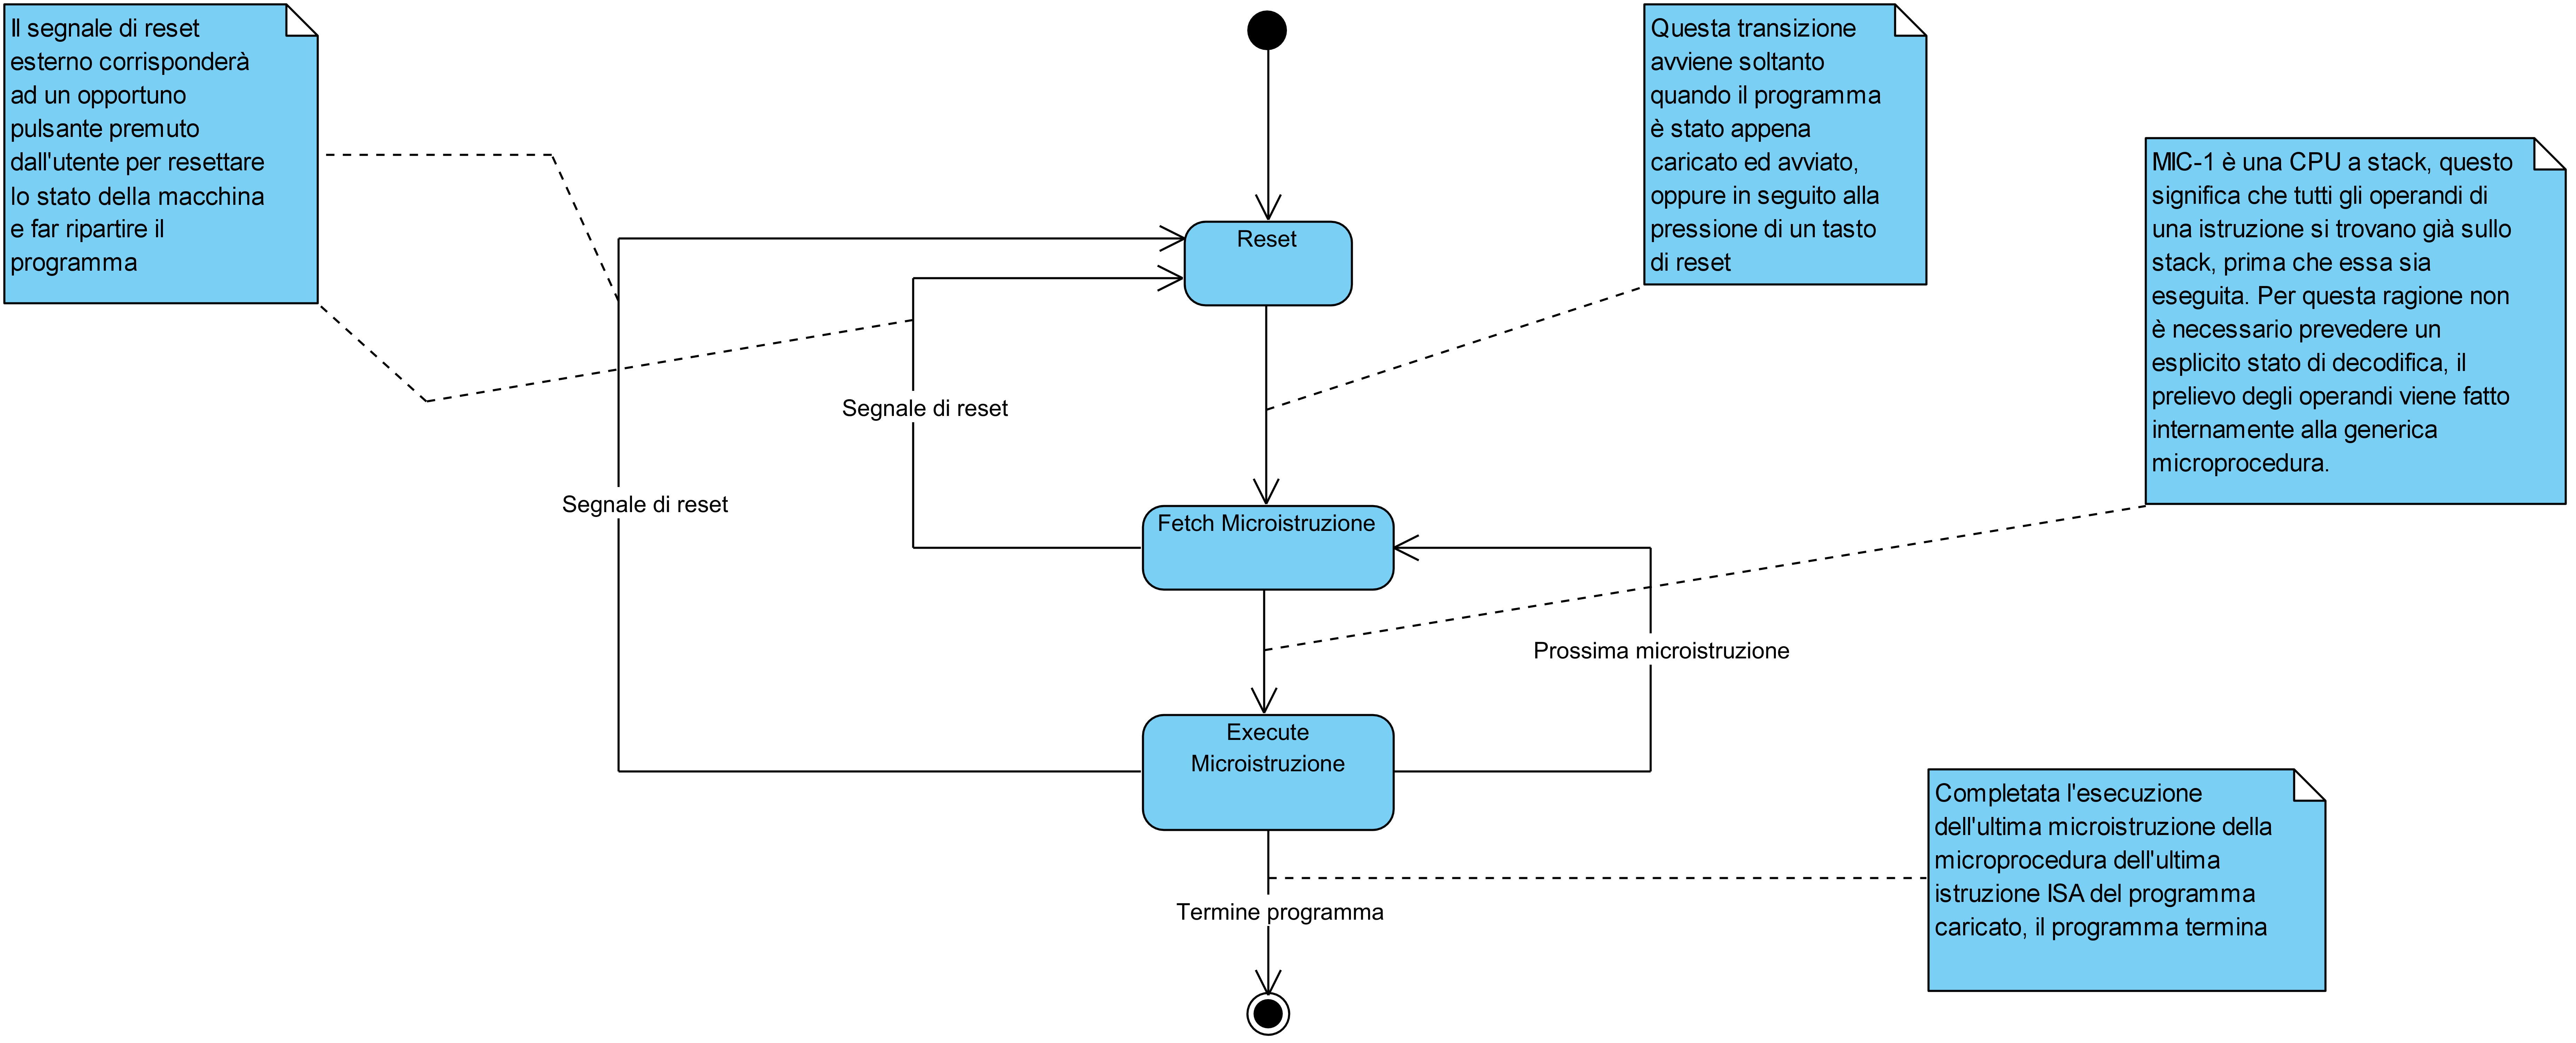 Il segnale di reset
esterno corrisponderà
ad un opportuno
pulsante premuto
dall'utente per resettare
lo stato della macchina
e far ripartire il
programma
Questa transizione
avviene soltanto
quando il programma
è stato appena
caricato ed avviato,
oppure in seguito alla
pressione di un tasto
di reset
MIC-1 è una CPU a stack, questo
significa che tutti gli operandi di
una istruzione si trovano già sullo
stack, prima che essa sia
eseguita. Per questa ragione non
è necessario prevedere un
esplicito stato di decodifica, il
prelievo degli operandi viene fatto
internamente alla generica
microprocedura.
Reset
Segnale di reset
Segnale di reset
Fetch Microistruzione
Prossima microistruzione
Execute
Microistruzione
Completata l'esecuzione
dell'ultima microistruzione della
microprocedura dell'ultima
istruzione ISA del programma
caricato, il programma termina
Termine programma